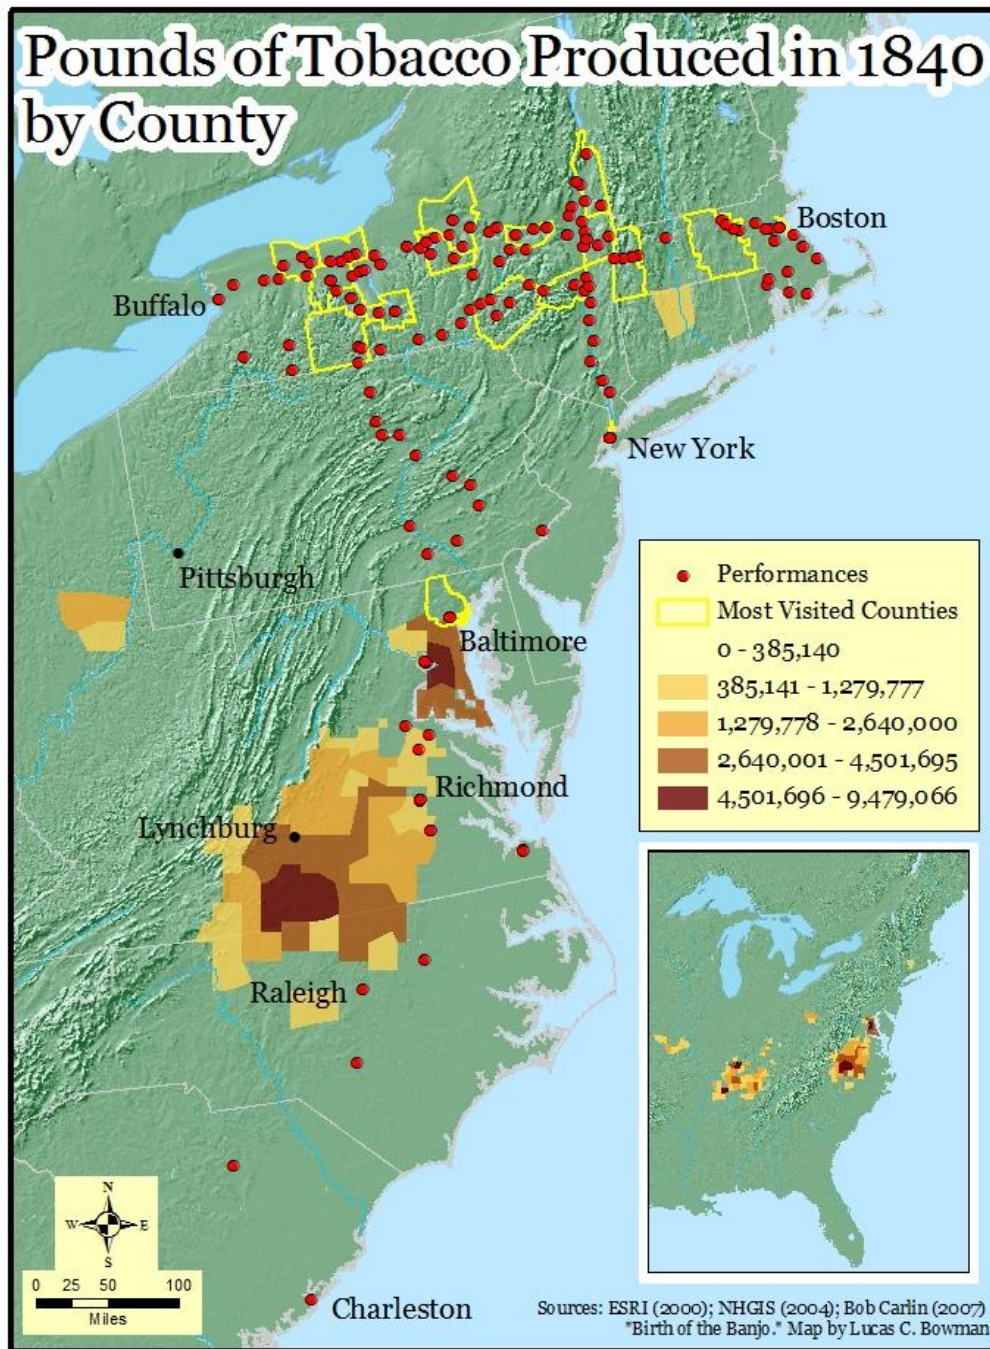 Pounds of Tobacco Produced in 1840
by County
Boston
Buffalo
New York
Pittsburgh
Baltimore
Richmond
Lynchburg
Raleigh
Charleston
Performances
Most Visited Counties
0 - 385,140
385,141 - 1,279,777
1,279,778 - 2,640,000
2,640,001 - 4,501,695
4,501,696 - 9,479,066
N
W E
S
0 25 50 100
Miles
Sources: ESRI (2000); NHGIS (2004); Bob Carlin (2007)
"Birth of the Banjo." Map by Lucas C. Bowman